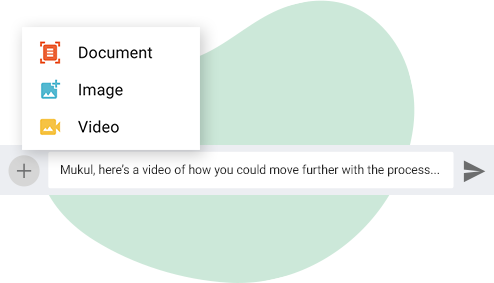 Document
Image
Video
Mukul, here's a video of how you could move further with the process...